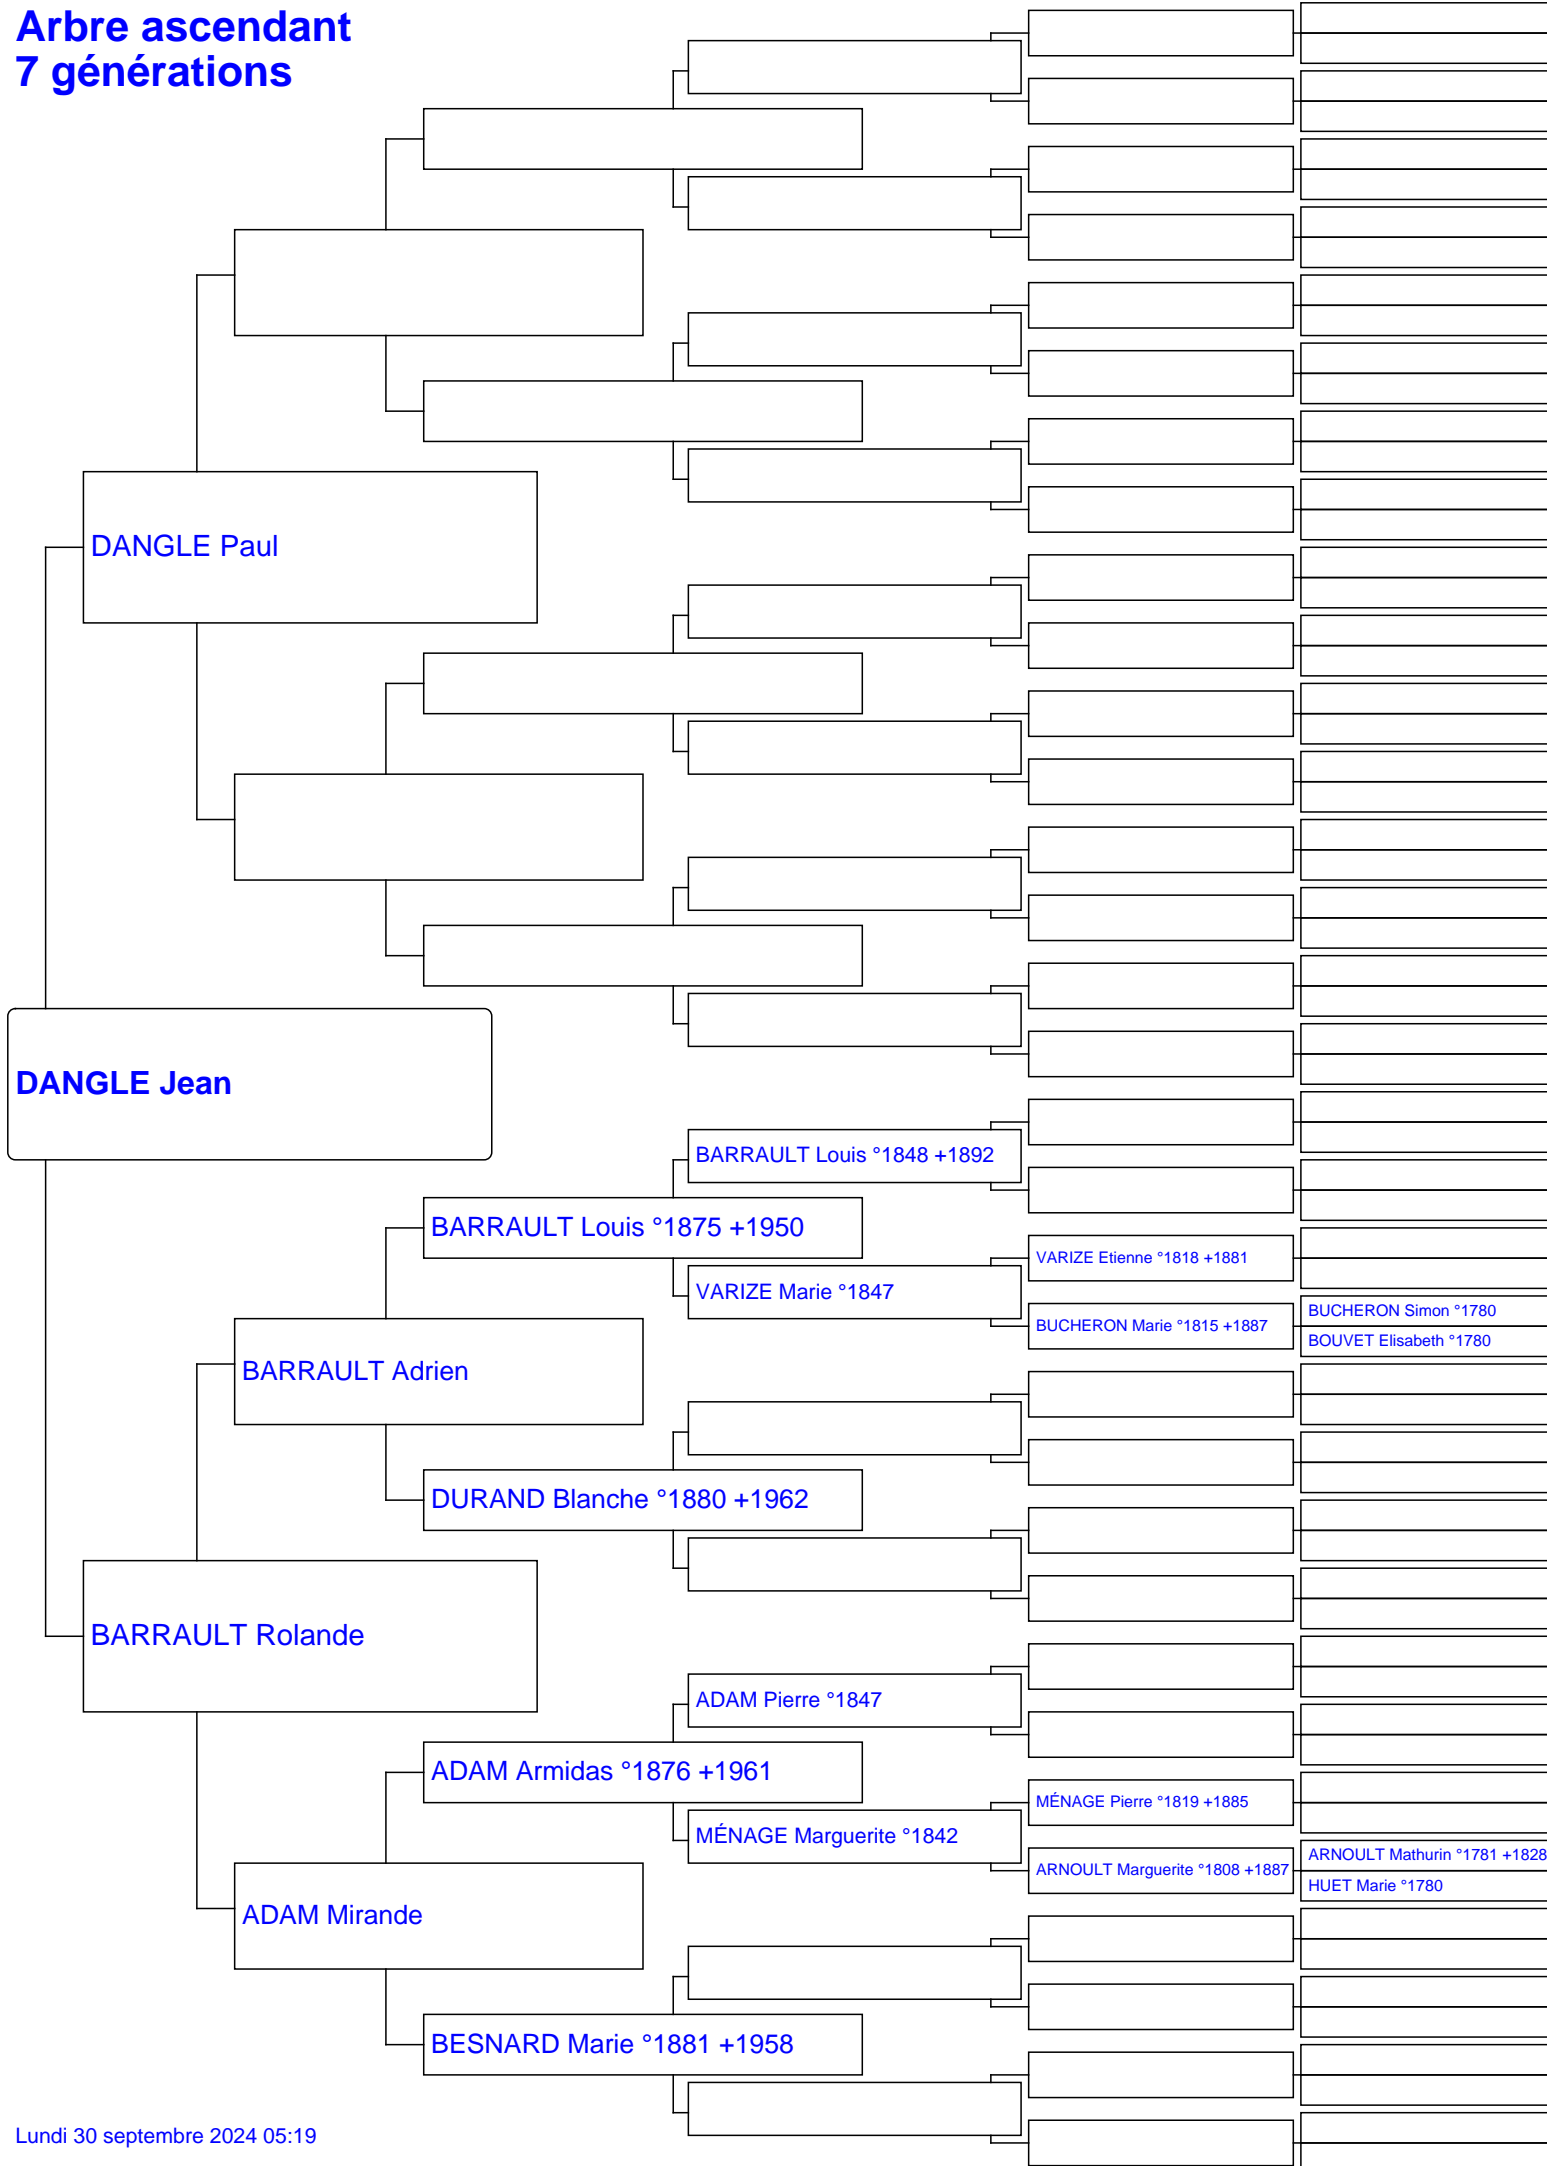 Arbre ascendant
7 générations
DANGLE Paul
DANGLE Jean
BARRAULT Louis °1848 +1892
BARRAULT Louis °1875 +1950
VARIZE Etienne °1818 +1881
VARIZE Marie °1847
BUCHERON Simon °1780
BUCHERON Marie °1815 +1887
BOUVET Elisabeth °1780
BARRAULT Adrien
DURAND Blanche °1880 +1962
BARRAULT Rolande
ADAM Pierre °1847
ADAM Armidas °1876 +1961
MÉNAGE Pierre °1819 +1885
MÉNAGE Marguerite °1842
ARNOULT Mathurin °1781 +1828
ARNOULT Marguerite °1808 +1887
HUET Marie °1780
ADAM Mirande
BESNARD Marie °1881 +1958
Lundi 30 septembre 2024 05:19